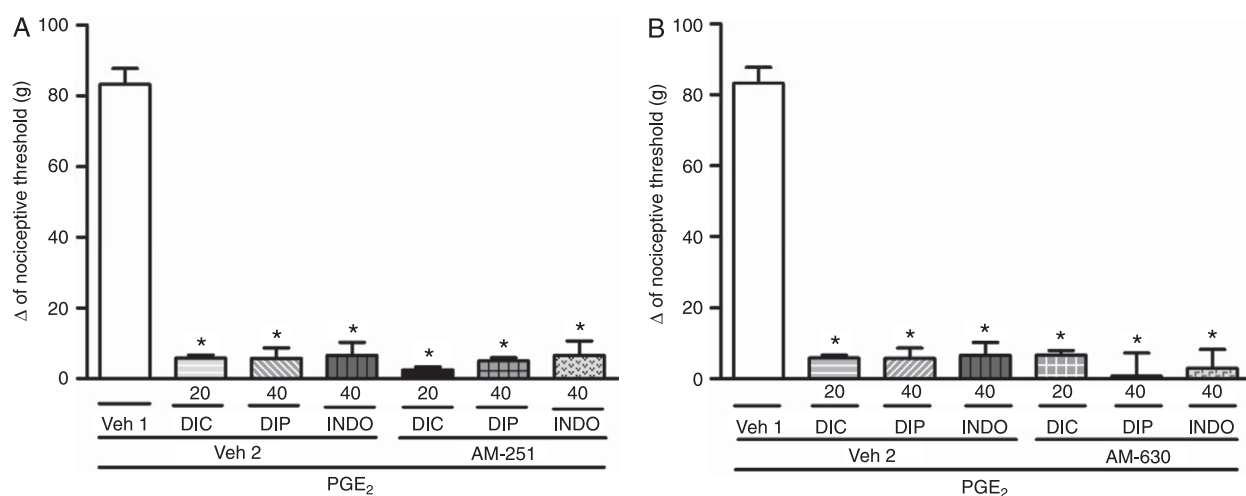 A
Δ of nociceptive threshold (g)
100
80
60
40
20
0
* * * * * *
20 40 40 20 40 40
Veh 1 DIC DIP INDO DIC DIP INDO
Veh 2 AM-251
PGE₂
B
Δ of nociceptive threshold (g)
100
80
60
40
20
0
* * * * * *
20 40 40 20 40 40
Veh 1 DIC DIP INDO DIC DIP INDO
Veh 2 AM-630
PGE₂